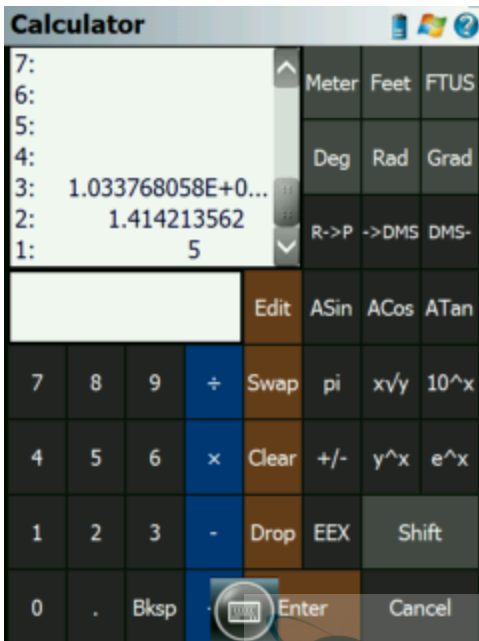 Calculator
7:
6:
5:
4:
3: 1.033768058E+0...
2: 1.414213562
1: 5
Meter Feet FTUS
Deg Rad Grad
R->P ->DMS DMS-
Edit ASin ACos ATan
7 8 9 ÷ Swap pi x√y 10^x
4 5 6 × Clear +/- y^x e^x
1 2 3 - Drop EEX Shift
0 . Bksp Enter Cancel